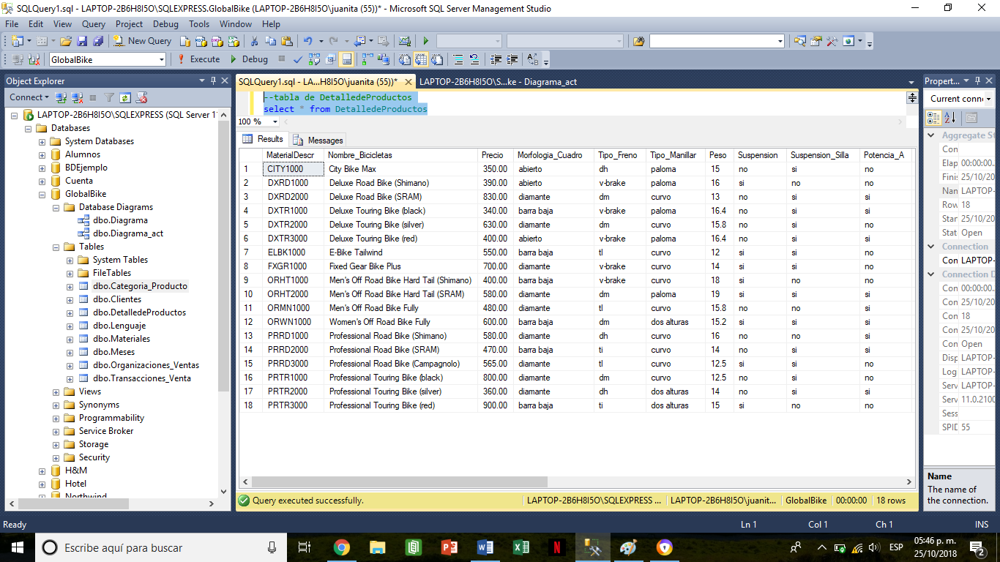 SQLQuery1.sql - LAPTOP-2B6H8I5O\SQLEXPRESS.GlobalBike (LAPTOP-2B6H8I5O\juanita (55))* - Microsoft SQL Server Management Studio
File Edit View Query Project Debug Tools Window Help
New Query
GlobalBike Execute Debug
Object Explorer
Connect
LAPTOP-2B6H8I5O\SQLEXPRESS (SQL Server 1
Databases
System Databases
Alumnos
BDEjemplo
Cuenta
GlobalBike
Database Diagrams
dbo.Diagrama
dbo.Diagrama_act
Tables
System Tables
FileTables
dbo.Categoria_Producto
dbo.Clientes
dbo.DetalledeProductos
dbo.Lenguaje
dbo.Materiales
dbo.Meses
dbo.Organizaciones_Ventas
dbo.Transacciones_Venta
Views
Synonyms
Programmability
Service Broker
Storage
Security
H&M
Hotel
Northwind
SQLQuery1.sql - LA...H8I5O\juanita (55))* LAPTOP-2B6H8I5O\S...ke - Diagrama_act
--tabla de DetalledeProductos
select * from DetalledeProductos
100 %
Results Messages
MaterialDescr Nombre_Bicicletas Precio Morfologia_Cuadro Tipo_Freno Tipo_Manillar Peso Suspension Suspension_Silla Potencia_A
1 CITY1000 City Bike Max 350.00 abierto dh paloma 15 no si no
2 DXRD1000 Deluxe Road Bike (Shimano) 390.00 abierto v-brake paloma 16 si no no
3 DXRD2000 Deluxe Road Bike (SRAM) 830.00 diamante dm curvo 13 no si si
4 DXTR1000 Deluxe Touring Bike (black) 340.00 barra baja v-brake paloma 16.4 no si si
5 DXTR2000 Deluxe Touring Bike (silver) 630.00 diamante dm curvo 15.8 no si no
6 DXTR3000 Deluxe Touring Bike (red) 400.00 abierto v-brake paloma 16.4 no si si
7 ELBK1000 E-Bike Tailwind 550.00 barra baja tl curvo 12 si si no
8 FXGR1000 Fixed Gear Bike Plus 700.00 diamante v-brake curvo 14 si si si
9 ORHT1000 Men's Off Road Bike Hard Tail (Shimano) 400.00 barra baja v-brake curvo 18 si no no
10 ORHT2000 Men's Off Road Bike Hard Tail (SRAM) 580.00 diamante dm paloma 19 si si si
11 ORMN1000 Men's Off Road Bike Fully 480.00 diamante tl curvo 15.8 no no si
12 ORWN1000 Women's Off Road Bike Fully 600.00 barra baja dm dos alturas 15.2 si si si
13 PRRD1000 Professional Road Bike (Shimano) 580.00 diamante dh curvo 16 no no si
14 PRRD2000 Professional Road Bike (SRAM) 470.00 barra baja ti curvo 14 no si si
15 PRRD3000 Professional Road Bike (Campagnolo) 565.00 diamante tl curvo 12.5 si si no
16 PRTR1000 Professional Touring Bike (black) 800.00 diamante dm curvo 12.5 no si no
17 PRTR2000 Professional Touring Bike (silver) 360.00 diamante dh dos alturas 14 no si si
18 PRTR3000 Professional Touring Bike (red) 900.00 barra baja ti dos alturas 15 si no no
Query executed successfully. LAPTOP-2B6H8I5O\SQLEXPRESS ... LAPTOP-2B6H8I5O\juanit... GlobalBike 00:00:00 18 rows
Propert...
Current conn
Aggregate St
Con
Elap 00:00:00.
Finis 25/10/20
Nan LAPTOP-
Row 18
Star 25/10/20
Stat Open
Connection
Con LAPTOP-
Connection D
Con 00:00:00.
Con 25/10/20
Con 18
Con 25/10/20
Con Open
Disp LAPTOP-
Log LAPTOP-
Serv LAPTOP-
Serv 11.0.2100
Sess
SPID 55
Name
The name of
the connection.
Ready Ln 1 Col 1 Ch 1 INS
Escribe aquí para buscar
ESP
05:46 p. m.
25/10/2018
2